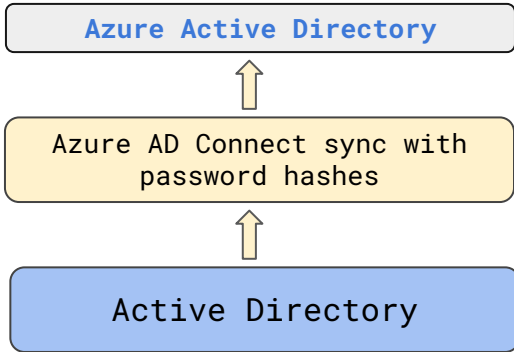 Azure Active Directory
Azure AD Connect sync with
password hashes
Active Directory